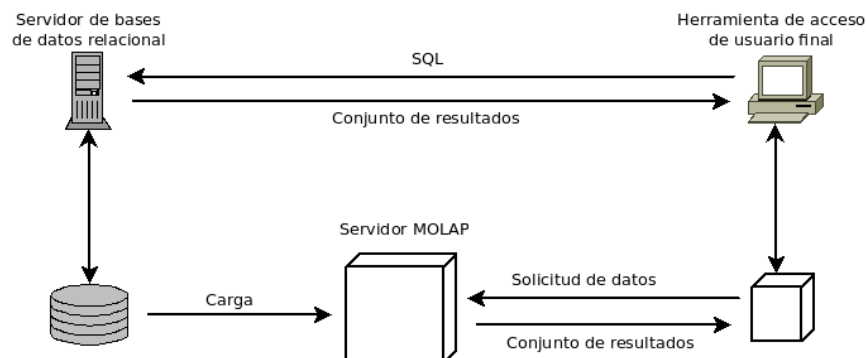 Servidor de bases
de datos relacional
Herramienta de acceso
de usuario final
SQL
Conjunto de resultados
Servidor MOLAP
Solicitud de datos
Carga
Conjunto de resultados